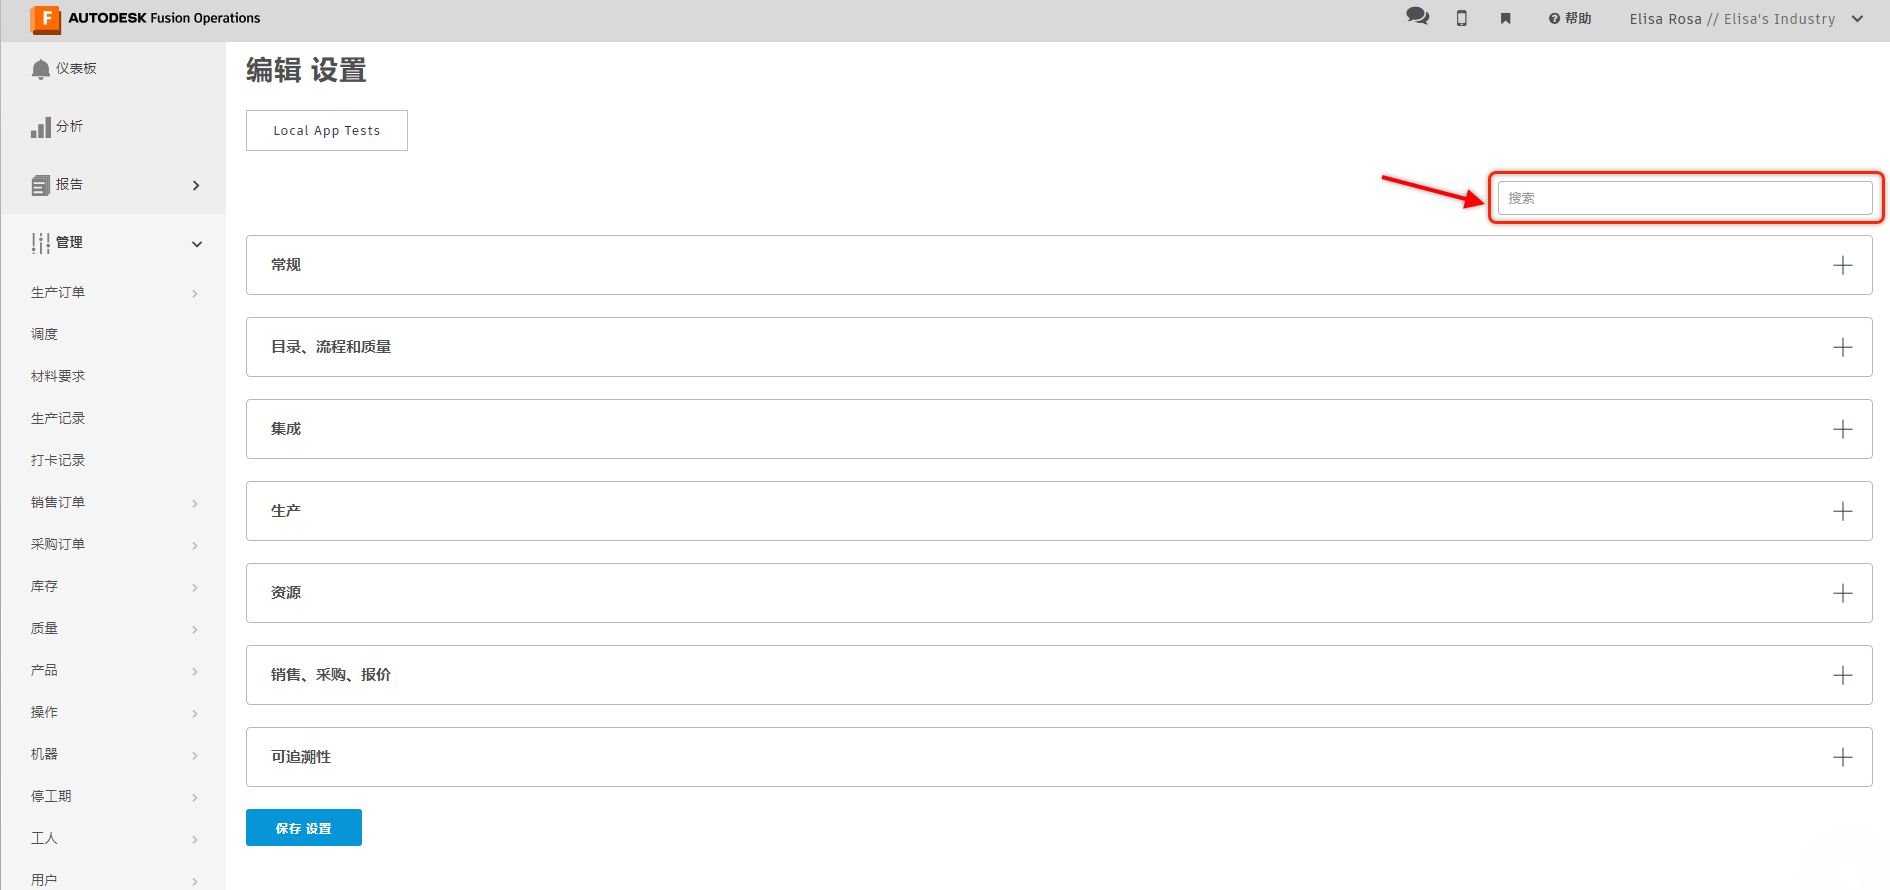 F AUTODESK Fusion Operations
帮助
Elisa Rosa // Elisa's Industry
仪表板
分析
报告
管理
生产订单
调度
材料要求
生产记录
打卡记录
销售订单
采购订单
库存
质量
产品
操作
机器
停工期
工人
用户
编辑 设置
Local App Tests
搜索
常规
目录、流程和质量
集成
生产
资源
销售、采购、报价
可追溯性
保存 设置